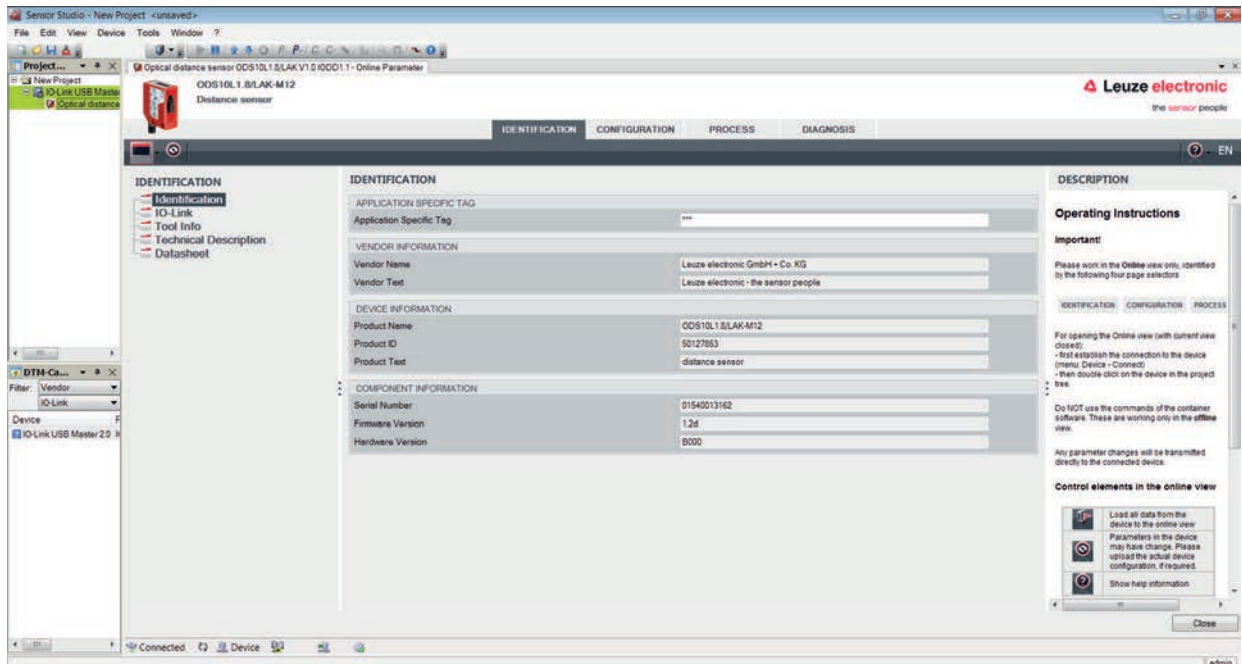 Sensor Studio - New Project <unsaved>
File Edit View Device Tools Window ?
Project...
New Project
IO-Link USB Master
Optical distance
Optical distance sensor ODS10L1.8/LAK V1.0 IODD1.1 - Online Parameter
ODS10L1.8/LAK-M12
Distance sensor
Leuze electronic
the sensor people
IDENTIFICATION CONFIGURATION PROCESS DIAGNOSIS
EN
IDENTIFICATION
Identification
IO-Link
Tool Info
Technical Description
Datasheet
IDENTIFICATION
APPLICATION SPECIFIC TAG
Application Specific Tag ***
VENDOR INFORMATION
Vendor Name Leuze electronic GmbH + Co. KG
Vendor Text Leuze electronic - the sensor people
DEVICE INFORMATION
Product Name ODS10L1.8/LAK-M12
Product ID 50127853
Product Text distance sensor
COMPONENT INFORMATION
Serial Number 01540013162
Firmware Version 1.2d
Hardware Version B000
DESCRIPTION
Operating Instructions
Important!
Please work in the Online view only, identified
by the following four page selectors
IDENTIFICATION CONFIGURATION PROCESS
For opening the Online view (with current view
closed):
- first establish the connection to the device
(menu: Device - Connect)
- then double click on the device in the project
tree.
Do NOT use the commands of the container
software. These are working only in the offline
view.
Any parameter changes will be transmitted
directly to the connected device.
Control elements in the online view
Load all data from the
device to the online view
Parameters in the device
may have change. Please
upload the actual device
configuration, if required.
Show help information
DTM-Ca...
Filter: Vendor
IO-Link
Device F
IO-Link USB Master 2.0
Close
Connected Device
admin